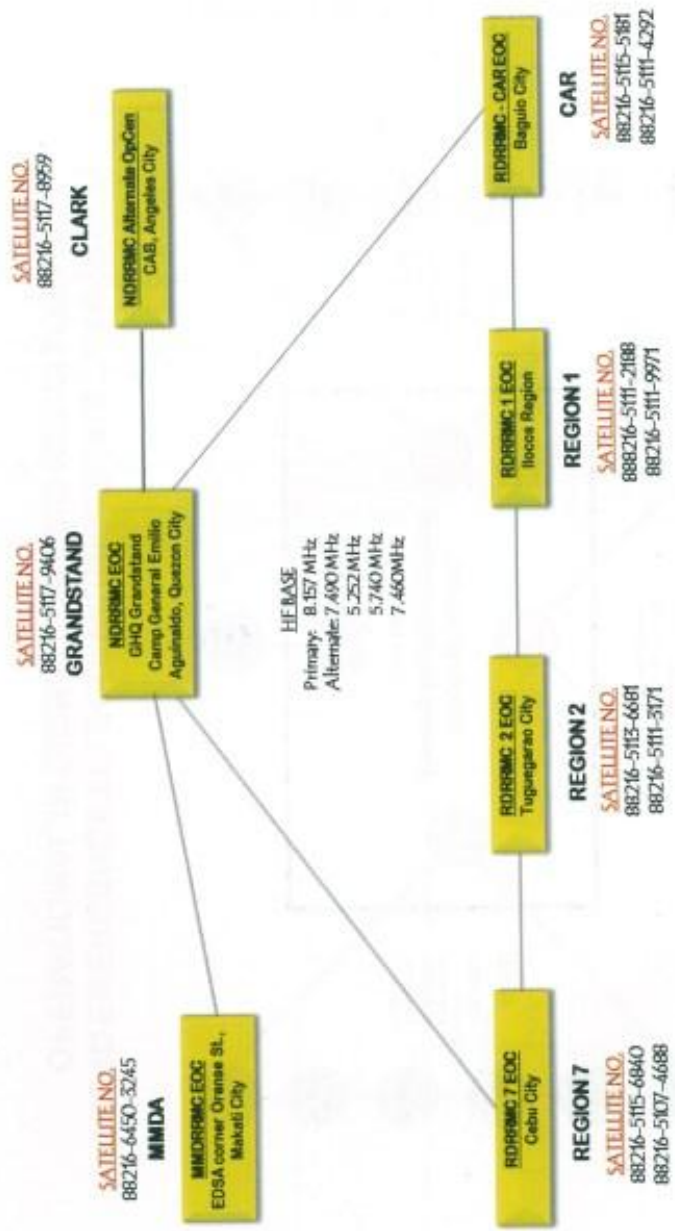 SATELLITE NO.
88216-6450-3245
MMDA
MMDRRMC EOC
EDSA corner Orense St.,
Makati City
SATELLITE NO.
88216-5117-9406
GRANDSTAND
NDRRMC EOC
GHQ Grandstand
Camp General Emilio
Aguinaldo, Quezon City
SATELLITE NO.
88216-5117-8959
CLARK
NDRRMC Alternate OpCen
CAB, Angeles City
HF BASE
Primary: 8.157 MHz
Alternate: 7.490 MHz
5.252 MHz
5.740 MHz
7.460MHz
RDRRMC 7 EOC
Cebu City
REGION 7
SATELLITE NO.
88216-5115-6840
88216-5107-4688
RDRRMC 2 EOC
Tuguegarao City
REGION 2
SATELLITE NO.
88216-5113-6681
88216-5111-3171
RDRRMC 1 EOC
Ilocos Region
REGION 1
SATELLITE NO.
888216-5111-2188
88216-5111-9971
RDRRMC - CAR EOC
Baguio City
CAR
SATELLITE NO.
88216-5115-5181
88216-5111-4292